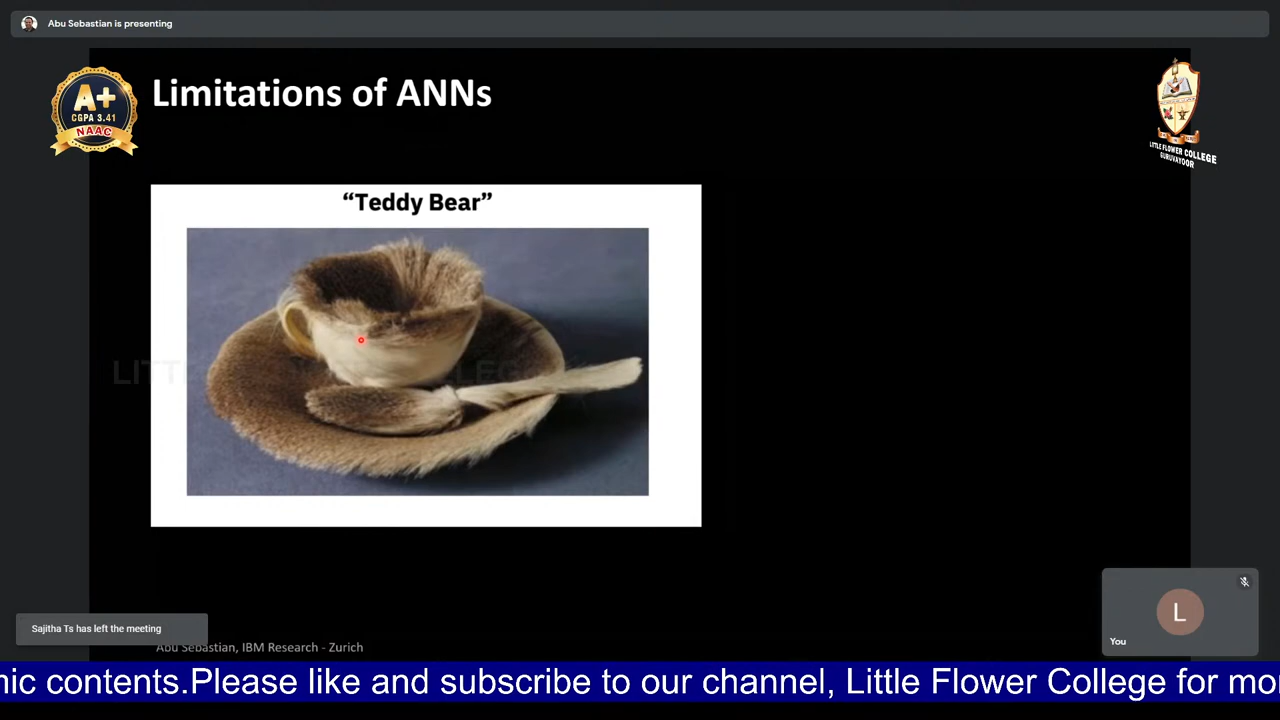 Abu Sebastian is presenting
A+
CGPA 3.41
NAAC
Limitations of ANNs
LITTLE FLOWER COLLEGE
GURUVAYOOR
“Teddy Bear”
Sajitha Ts has left the meeting
Abu Sebastian, IBM Research - Zurich
L
You
nic contents.Please like and subscribe to our channel, Little Flower College for mor